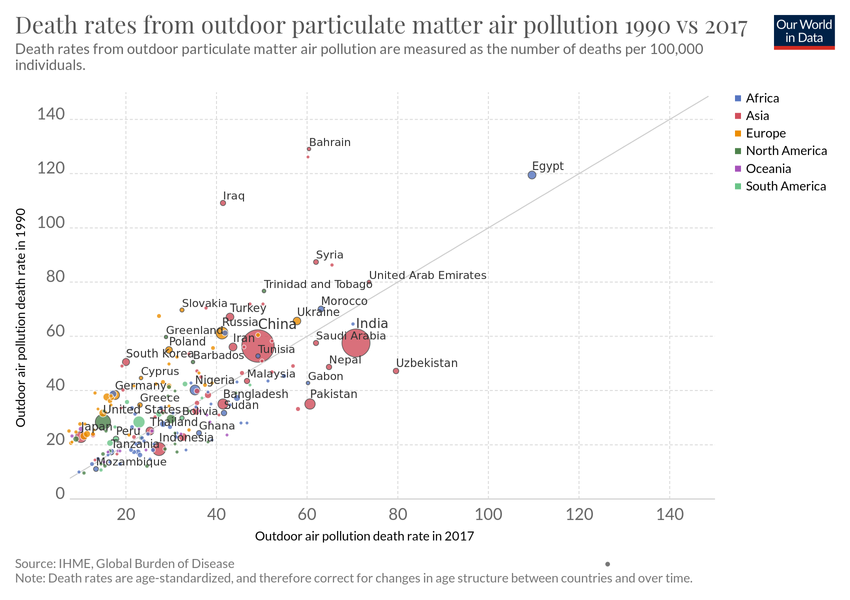 Death rates from outdoor particulate matter air pollution 1990 vs 2017
Our World
in Data
Death rates from outdoor particulate matter air pollution are measured as the number of deaths per 100,000
individuals.
Africa
Asia
Europe
North America
Oceania
South America
140
120
100
80
60
40
20
0
Outdoor air pollution death rate in 1990
Bahrain
Egypt
Iraq
Syria
United Arab Emirates
Trinidad and Tobago
Slovakia
Turkey
Morocco
Ukraine
Russia
China
India
Greenland
Iran
Saudi Arabia
Poland
South Korea
Barbados
Tunisia
Nepal
Uzbekistan
Cyprus
Malaysia
Gabon
Germany
Nigeria
Greece
Bangladesh
Pakistan
United States
Bolivia
Sudan
Japan
Peru
Thailand
Ghana
Tanzania
Indonesia
Mozambique
20
40
60
80
100
120
140
Outdoor air pollution death rate in 2017
Source: IHME, Global Burden of Disease
Note: Death rates are age-standardized, and therefore correct for changes in age structure between countries and over time.